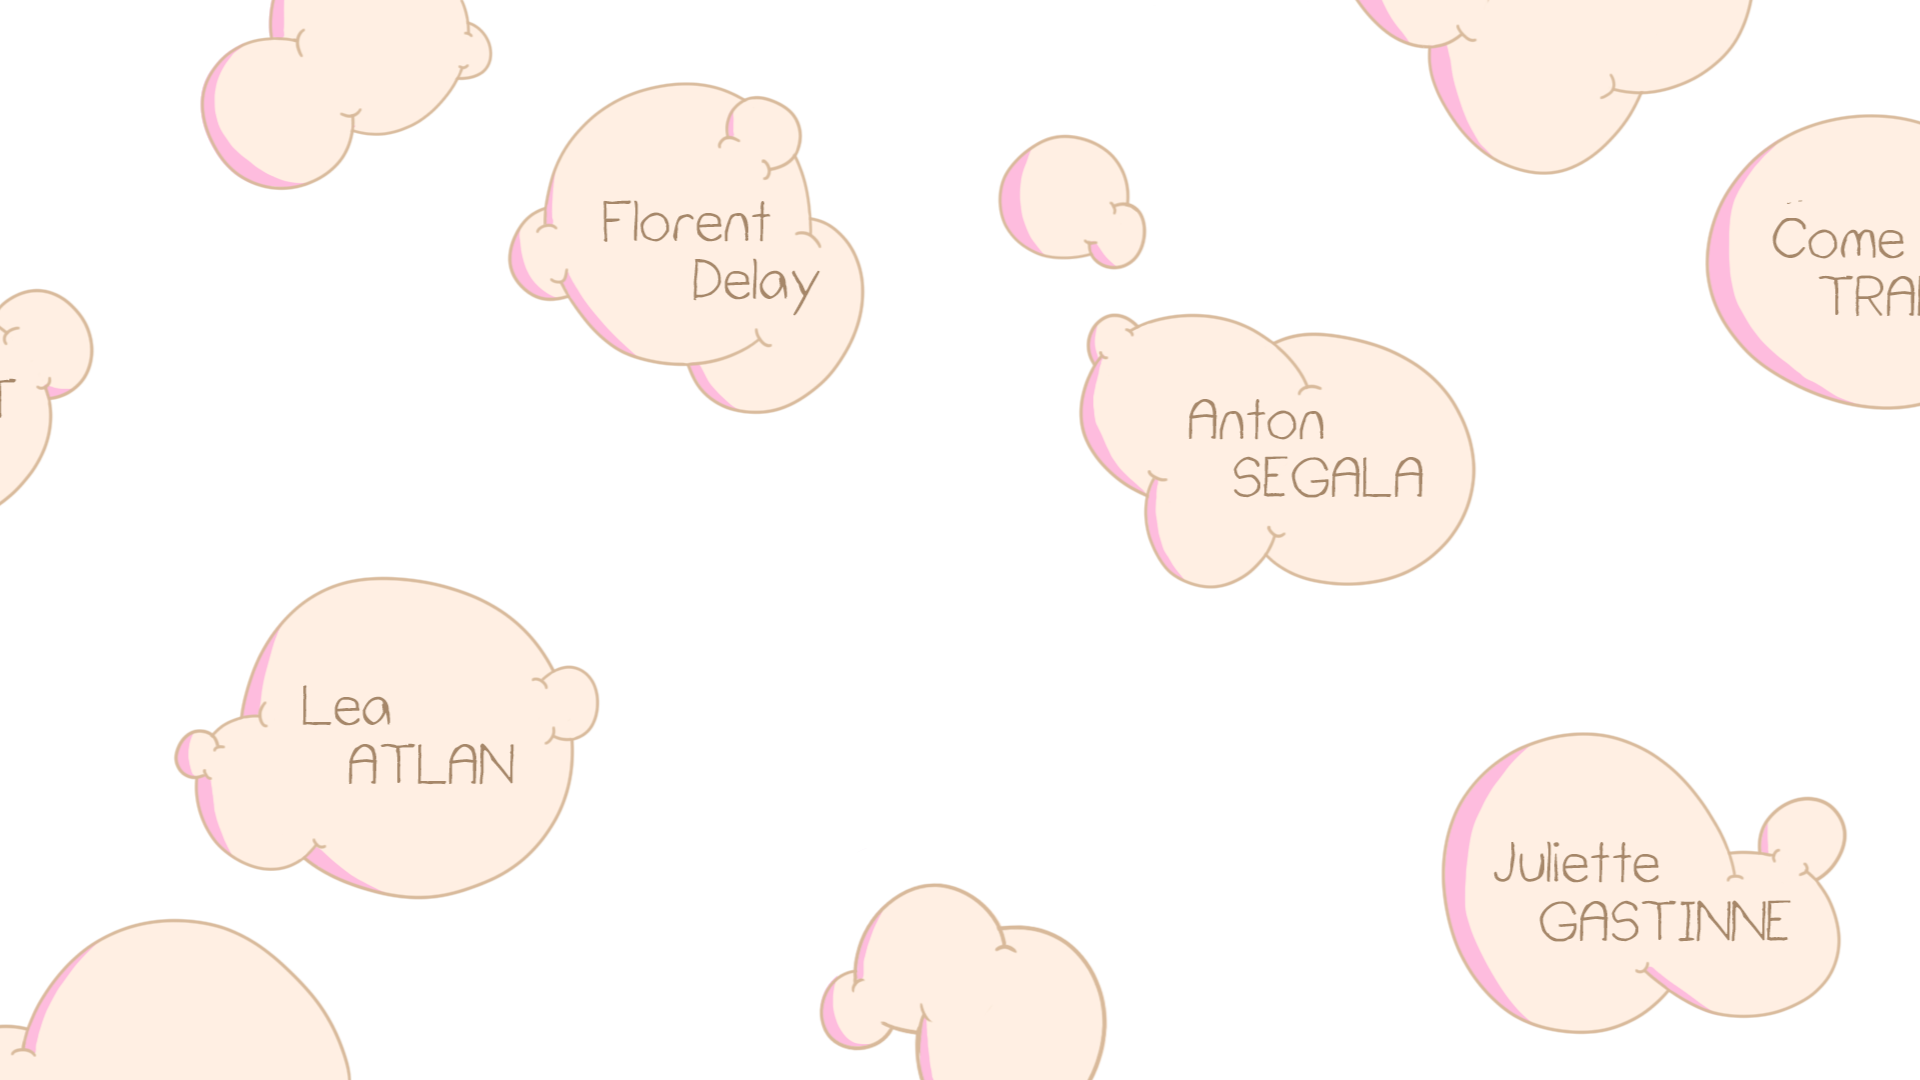 Florent
Delay
Come
Anton
SEGALA
Lea
ATLAN
Juliette
GASTINNE